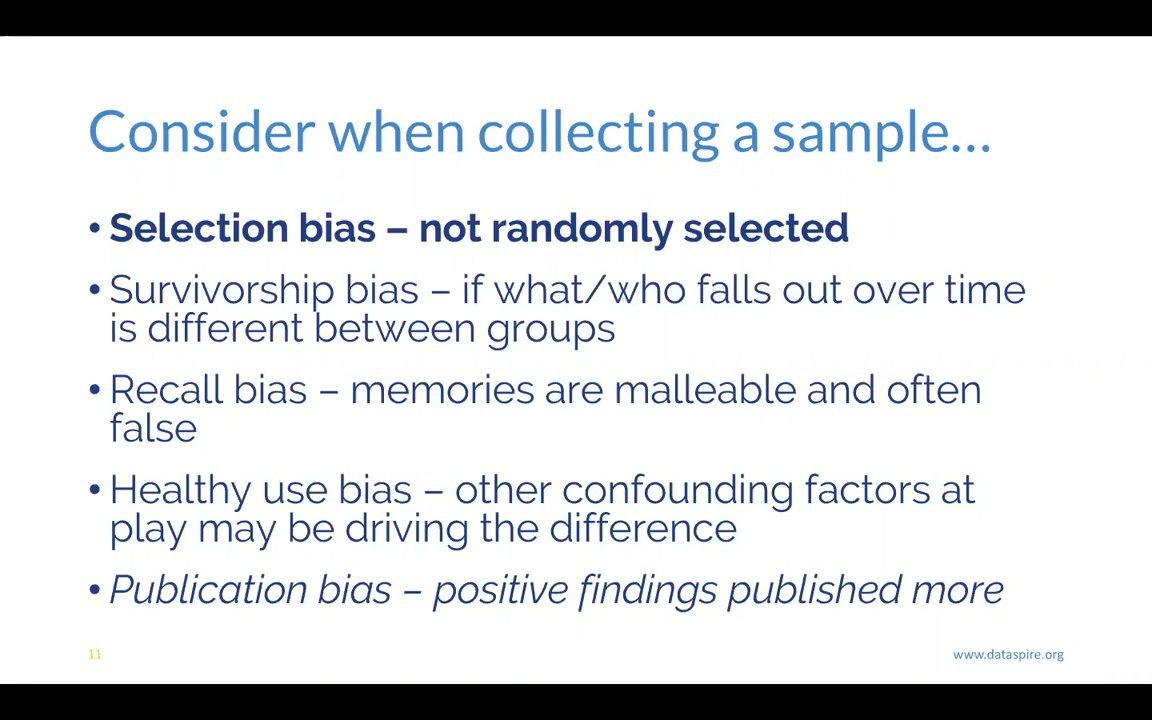 Consider when collecting a sample...
• Selection bias – not randomly selected
• Survivorship bias – if what/who falls out over time
is different between groups
• Recall bias – memories are malleable and often
false
• Healthy use bias – other confounding factors at
play may be driving the difference
• Publication bias – positive findings published more
11
www.dataspire.org